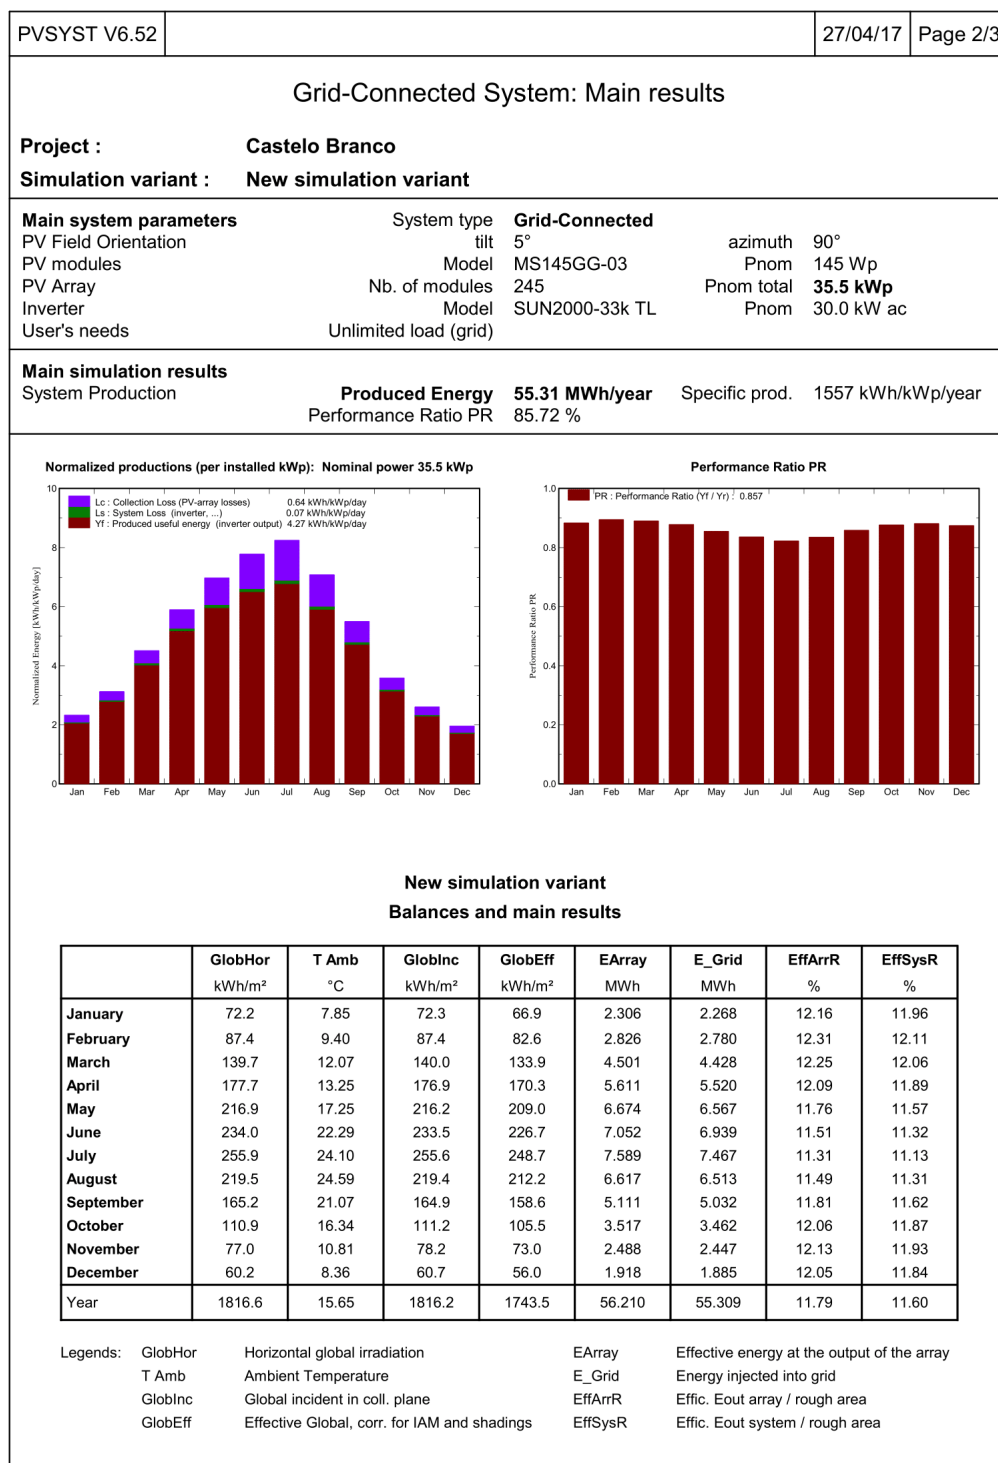 PVSYST V6.52 27/04/17 Page 2/3
Grid-Connected System: Main results
Project : Castelo Branco
Simulation variant : New simulation variant
Main system parameters System type Grid-Connected
PV Field Orientation tilt 5° azimuth 90°
PV modules Model MS145GG-03 Pnom 145 Wp
PV Array Nb. of modules 245 Pnom total 35.5 kWp
Inverter Model SUN2000-33k TL Pnom 30.0 kW ac
User's needs Unlimited load (grid)
Main simulation results
System Production Produced Energy 55.31 MWh/year Specific prod. 1557 kWh/kWp/year
Performance Ratio PR 85.72 %
Normalized productions (per installed kWp): Nominal power 35.5 kWp
Lc : Collection Loss (PV-array losses) 0.64 kWh/kWp/day
Ls : System Loss (inverter, ...) 0.07 kWh/kWp/day
Yf : Produced useful energy (inverter output) 4.27 kWh/kWp/day
Normalized Energy [kWh/kWp/day]
10
8
6
4
2
0
Jan Feb Mar Apr May Jun Jul Aug Sep Oct Nov Dec
Performance Ratio PR
PR : Performance Ratio (Yf / Yr) : 0.857
Performance Ratio PR
1.0
0.8
0.6
0.4
0.2
0.0
Jan Feb Mar Apr May Jun Jul Aug Sep Oct Nov Dec
New simulation variant
Balances and main results
GlobHor T Amb GlobInc GlobEff EArray E_Grid EffArrR EffSysR
kWh/m² °C kWh/m² kWh/m² MWh MWh % %
January 72.2 7.85 72.3 66.9 2.306 2.268 12.16 11.96
February 87.4 9.40 87.4 82.6 2.826 2.780 12.31 12.11
March 139.7 12.07 140.0 133.9 4.501 4.428 12.25 12.06
April 177.7 13.25 176.9 170.3 5.611 5.520 12.09 11.89
May 216.9 17.25 216.2 209.0 6.674 6.567 11.76 11.57
June 234.0 22.29 233.5 226.7 7.052 6.939 11.51 11.32
July 255.9 24.10 255.6 248.7 7.589 7.467 11.31 11.13
August 219.5 24.59 219.4 212.2 6.617 6.513 11.49 11.31
September 165.2 21.07 164.9 158.6 5.111 5.032 11.81 11.62
October 110.9 16.34 111.2 105.5 3.517 3.462 12.06 11.87
November 77.0 10.81 78.2 73.0 2.488 2.447 12.13 11.93
December 60.2 8.36 60.7 56.0 1.918 1.885 12.05 11.84
Year 1816.6 15.65 1816.2 1743.5 56.210 55.309 11.79 11.60
Legends: GlobHor Horizontal global irradiation EArray Effective energy at the output of the array
T Amb Ambient Temperature E_Grid Energy injected into grid
GlobInc Global incident in coll. plane EffArrR Effic. Eout array / rough area
GlobEff Effective Global, corr. for IAM and shadings EffSysR Effic. Eout system / rough area